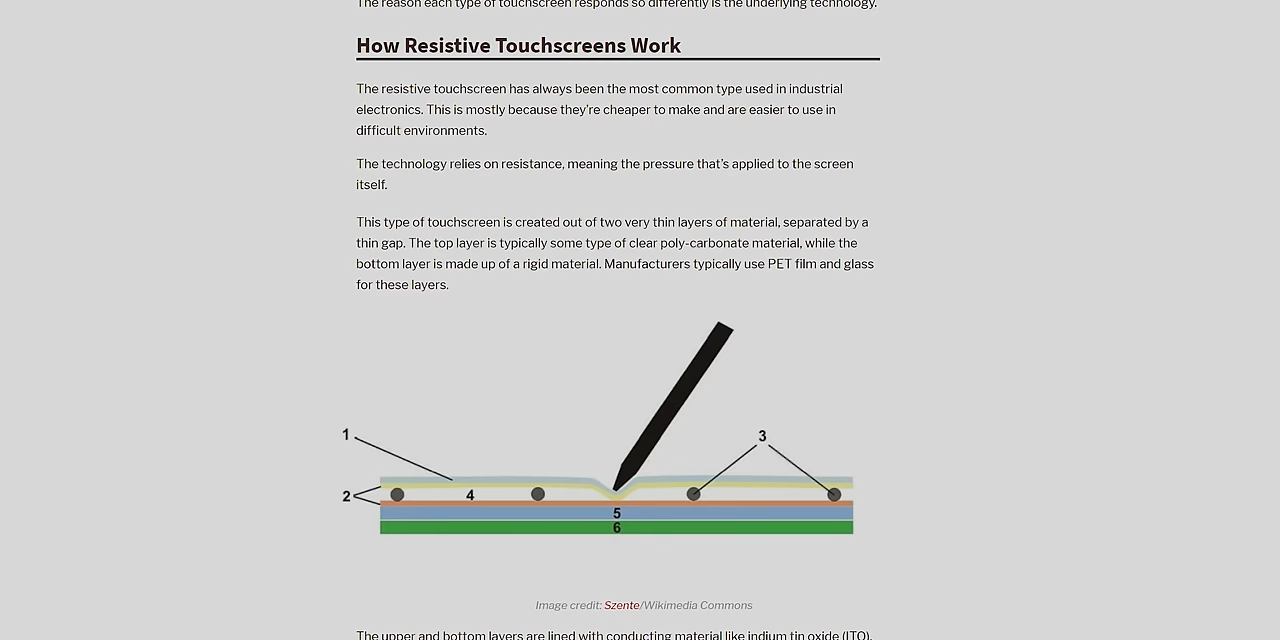 The reason each type of touchscreen responds so differently is the underlying technology.
How Resistive Touchscreens Work
The resistive touchscreen has always been the most common type used in industrial
electronics. This is mostly because they're cheaper to make and are easier to use in
difficult environments.
The technology relies on resistance, meaning the pressure that's applied to the screen
itself.
This type of touchscreen is created out of two very thin layers of material, separated by a
thin gap. The top layer is typically some type of clear poly-carbonate material, while the
bottom layer is made up of a rigid material. Manufacturers typically use PET film and glass
for these layers.
1
3
2
4
5
6
Image credit: Szente/Wikimedia Commons
The upper and bottom layers are lined with conducting material like indium tin oxide (ITO).